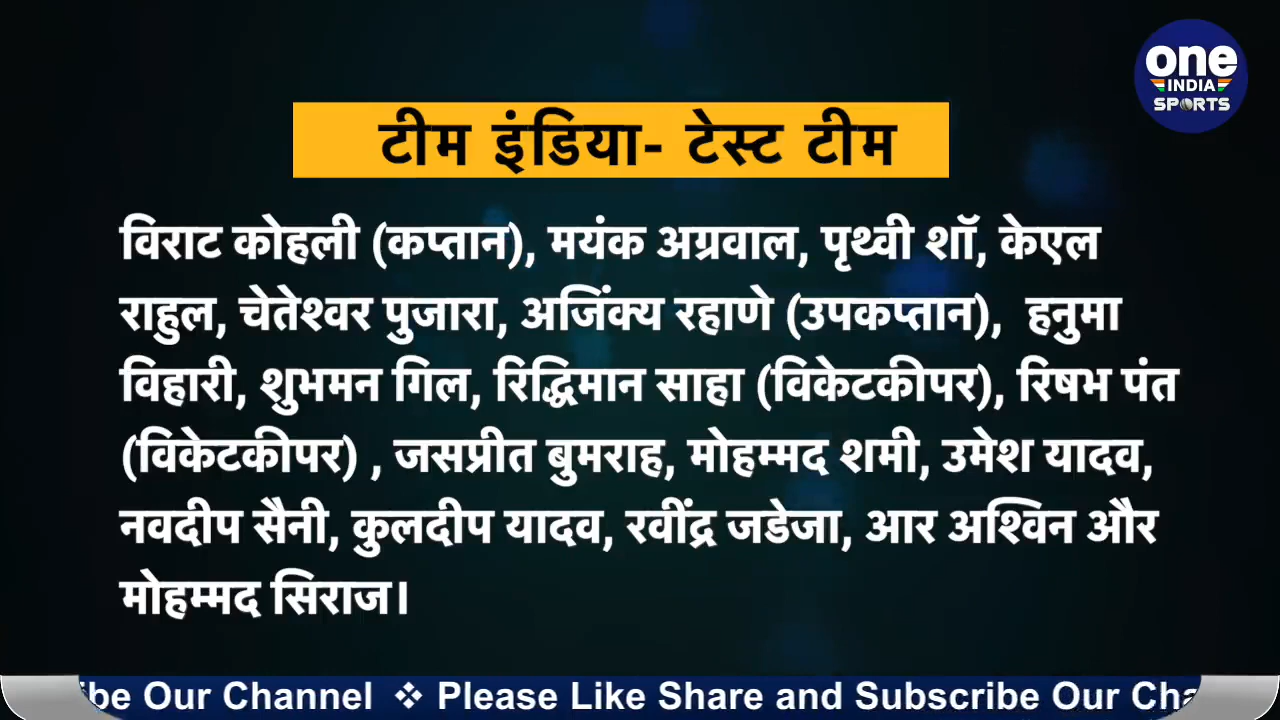 one
INDIA
SPORTS
टीम इंडिया- टेस्ट टीम
विराट कोहली (कप्तान), मयंक अग्रवाल, पृथ्वी शॉ, केएल
राहुल, चेतेश्वर पुजारा, अजिंक्य रहाणे (उपकप्तान),  हनुमा
विहारी, शुभमन गिल, रिद्धिमान साहा (विकेटकीपर), रिषभ पंत
(विकेटकीपर) , जसप्रीत बुमराह, मोहम्मद शमी, उमेश यादव,
नवदीप सैनी, कुलदीप यादव, रवींद्र जडेजा, आर अश्विन और
मोहम्मद सिराज।
be Our Channel ❖ Please Like Share and Subscribe Our Cha